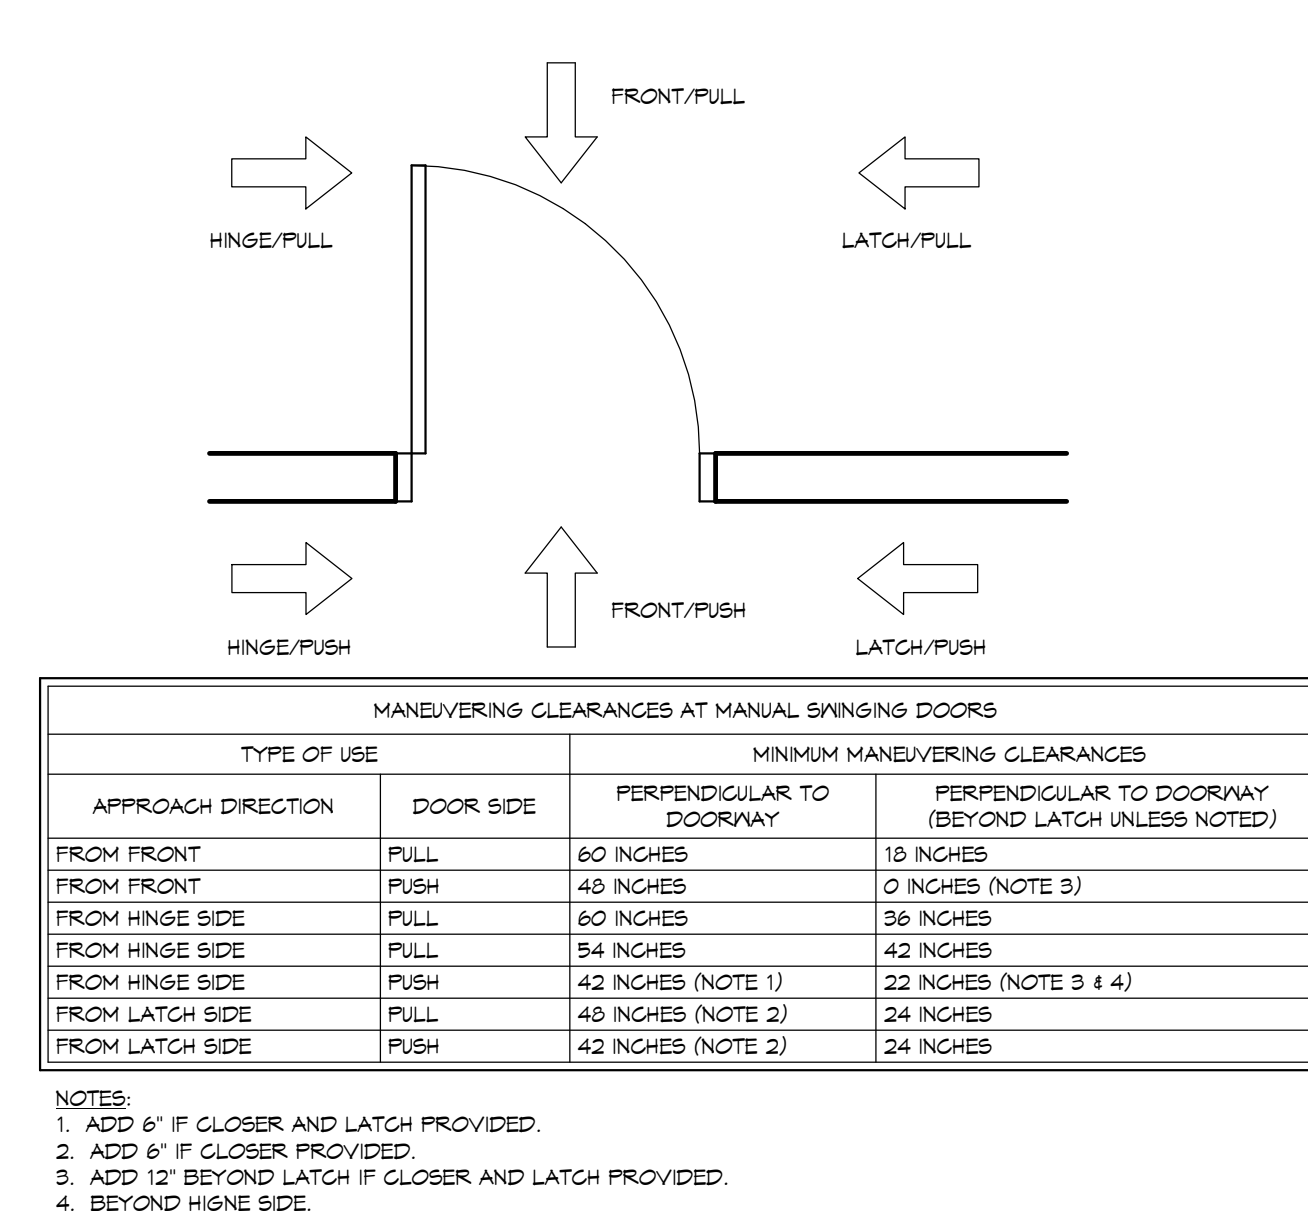 FRONT/PULL
HINGE/PULL
LATCH/PULL
FRONT/PUSH
HINGE/PUSH
LATCH/PUSH
MANEUVERING CLEARANCES AT MANUAL SWINGING DOORS
TYPE OF USE MINIMUM MANEUVERING CLEARANCES
APPROACH DIRECTION DOOR SIDE PERPENDICULAR TO DOORWAY PERPENDICULAR TO DOORWAY (BEYOND LATCH UNLESS NOTED)
FROM FRONT PULL 60 INCHES 18 INCHES
FROM FRONT PUSH 48 INCHES 0 INCHES (NOTE 3)
FROM HINGE SIDE PULL 60 INCHES 36 INCHES
FROM HINGE SIDE PULL 54 INCHES 42 INCHES
FROM HINGE SIDE PUSH 42 INCHES (NOTE 1) 22 INCHES (NOTE 3 & 4)
FROM LATCH SIDE PULL 48 INCHES (NOTE 2) 24 INCHES
FROM LATCH SIDE PUSH 42 INCHES (NOTE 2) 24 INCHES
NOTES:
1. ADD 6" IF CLOSER AND LATCH PROVIDED.
2. ADD 6" IF CLOSER PROVIDED.
3. ADD 12" BEYOND LATCH IF CLOSER AND LATCH PROVIDED.
4. BEYOND HIGNE SIDE.